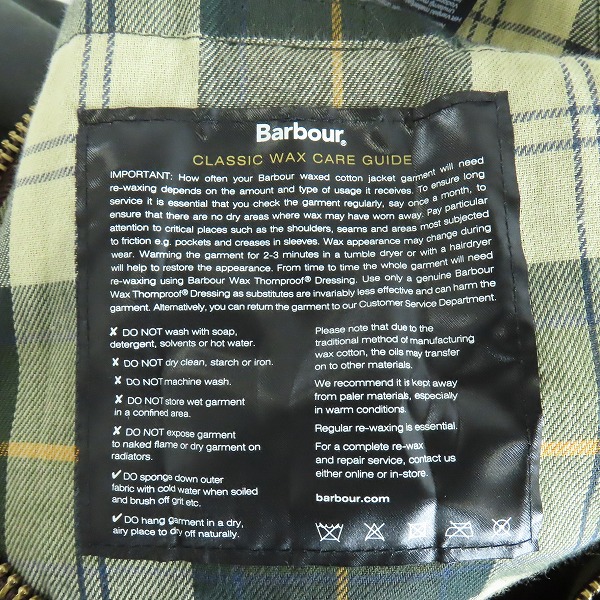 Barbour®
CLASSIC WAX CARE GUIDE
IMPORTANT: How often your Barbour waxed cotton jacket garment will need
re-waxing depends on the amount and type of usage it receives. To ensure long
service it is essential that you check the garment regularly, say once a month, to
ensure that there are no dry areas where wax may have worn away. Pay particular
attention to critical places such as the shoulders, seams and areas most subjected
to friction e.g. pockets and creases in sleeves. Wax appearance may change during
wear. Warming the garment for 2-3 minutes in a tumble dryer or with a hairdryer
will help to restore the appearance. From time to time the whole garment will need
re-waxing using Barbour Wax Thornproof® Dressing. Use only a genuine Barbour
Wax Thornproof® Dressing as substitutes are invariably less effective and can harm the
garment. Alternatively, you can return the garment to our Customer Service Department.
✘ DO NOT wash with soap,
detergent, solvents or hot water.
✘ DO NOT dry clean, starch or iron.
✘ DO NOT machine wash.
✘ DO NOT store wet garment
in a confined area.
✘ DO NOT expose garment
to naked flame or dry garment on
radiators.
✔ DO sponge down outer
fabric with cold water when soiled
and brush off grit etc.
✔ DO hang garment in a dry,
airy place to dry off naturally.
Please note that due to the
traditional method of manufacturing
wax cotton, the oils may transfer
on to other materials.
We recommend it is kept away
from paler materials, especially
in warm conditions.
Regular re-waxing is essential.
For a complete re-wax
and repair service, contact us
either online or in-store.
barbour.com